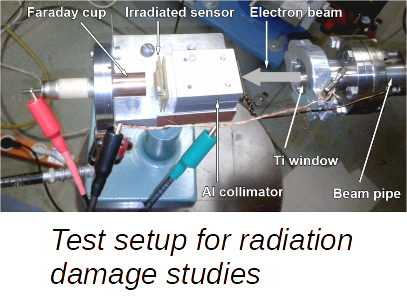 Faraday cup
Irradiated sensor
Electron beam
Ti window
Al collimator
Beam pipe
Test setup for radiation
damage studies